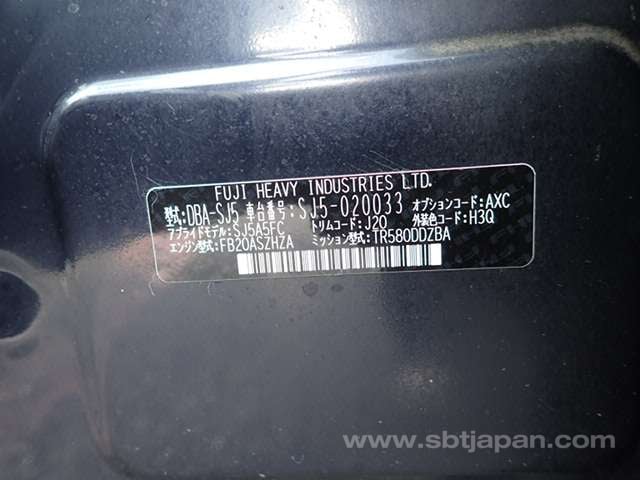 FUJI HEAVY INDUSTRIES LTD.
型式: DBA-SJ5 車台番号: SJ5-020033 オプションコード: AXC
アプライドモデル: SJ5A5FC トリムコード: J20 外装色コード: H3Q
エンジン型式: FB20ASZHZA ミッション型式: TR580DDZBA
www.sbtjapan.com